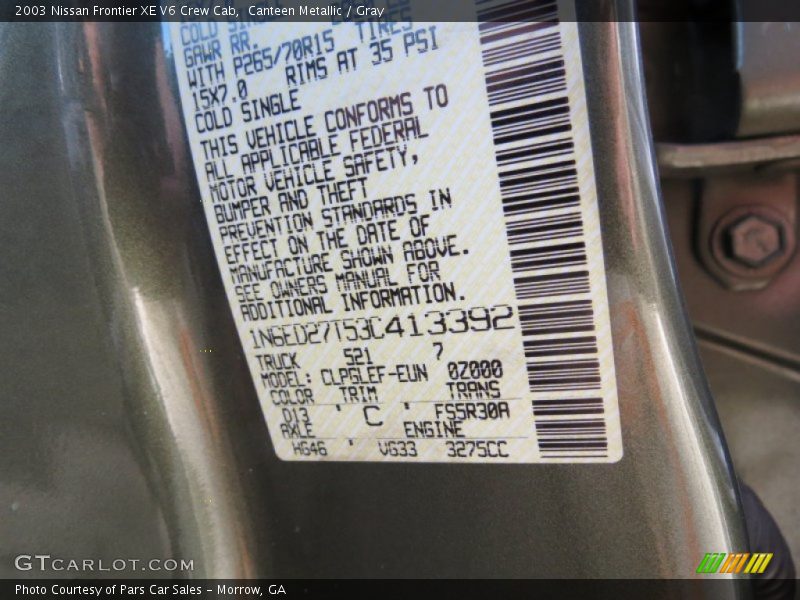 2003 Nissan Frontier XE V6 Crew Cab, Canteen Metallic / Gray
COLD
GAWR RR.
WITH P265/70R15 TIRES
15X7.0 RIMS AT 35 PSI
COLD SINGLE
THIS VEHICLE CONFORMS TO
ALL APPLICABLE FEDERAL
MOTOR VEHICLE SAFETY,
BUMPER AND THEFT
PREVENTION STANDARDS IN
EFFECT ON THE DATE OF
MANUFACTURE SHOWN ABOVE.
SEE OWNERS MANUAL FOR
ADDITIONAL INFORMATION.
1N6ED27T53C413392
TRUCK 521 7
MODEL: CLPGLEF-EUN 0Z000
COLOR TRIM TRANS
D13 ' C ' FS5R30A
AXLE ENGINE
HG46 ' VG33 3275CC
GTCARLOT.COM
Photo Courtesy of Pars Car Sales - Morrow, GA